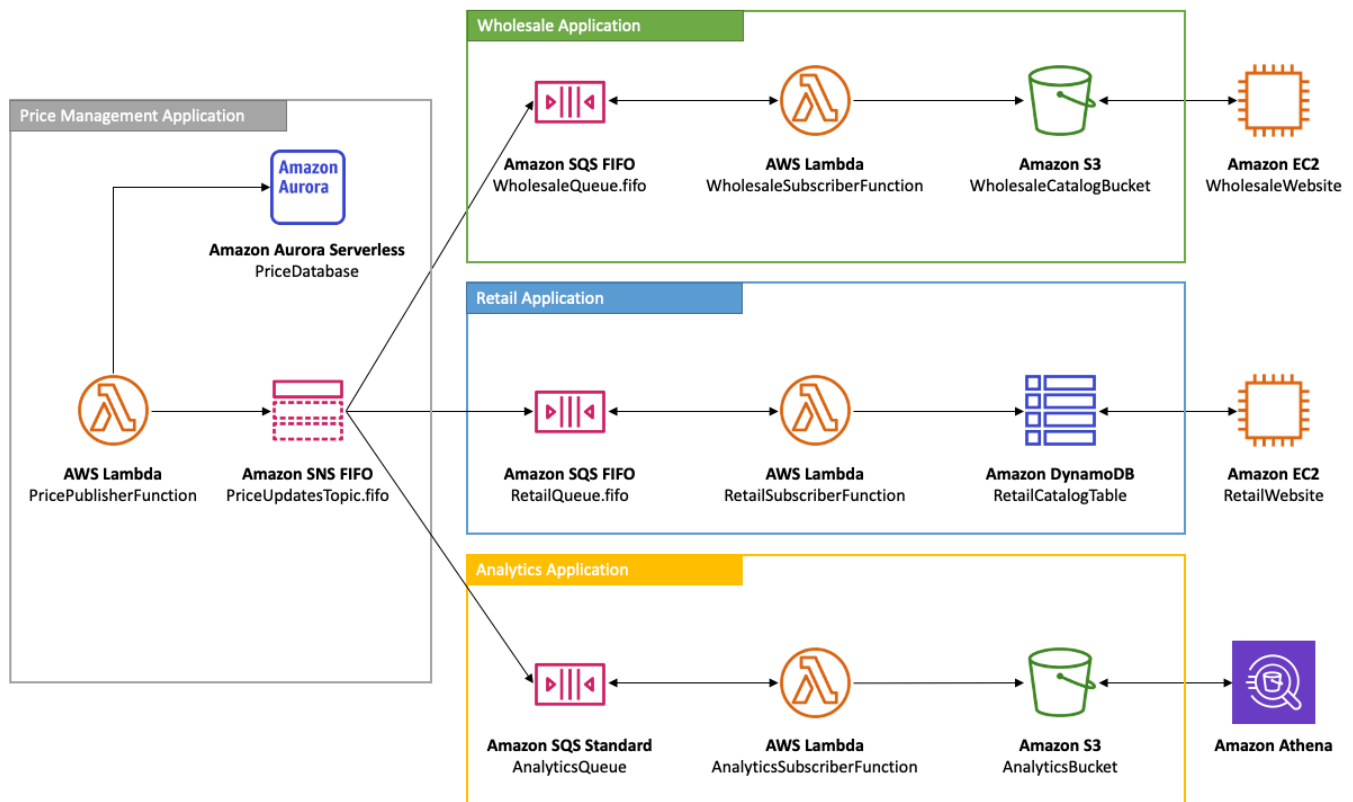 Wholesale Application
Amazon SQS FIFO
WholesaleQueue.fifo
AWS Lambda
WholesaleSubscriberFunction
Amazon S3
WholesaleCatalogBucket
Amazon EC2
WholesaleWebsite
Price Management Application
Amazon
Aurora
Amazon Aurora Serverless
PriceDatabase
AWS Lambda
PricePublisherFunction
Amazon SNS FIFO
PriceUpdatesTopic.fifo
Retail Application
Amazon SQS FIFO
RetailQueue.fifo
AWS Lambda
RetailSubscriberFunction
Amazon DynamoDB
RetailCatalogTable
Amazon EC2
RetailWebsite
Analytics Application
Amazon SQS Standard
AnalyticsQueue
AWS Lambda
AnalyticsSubscriberFunction
Amazon S3
AnalyticsBucket
Amazon Athena